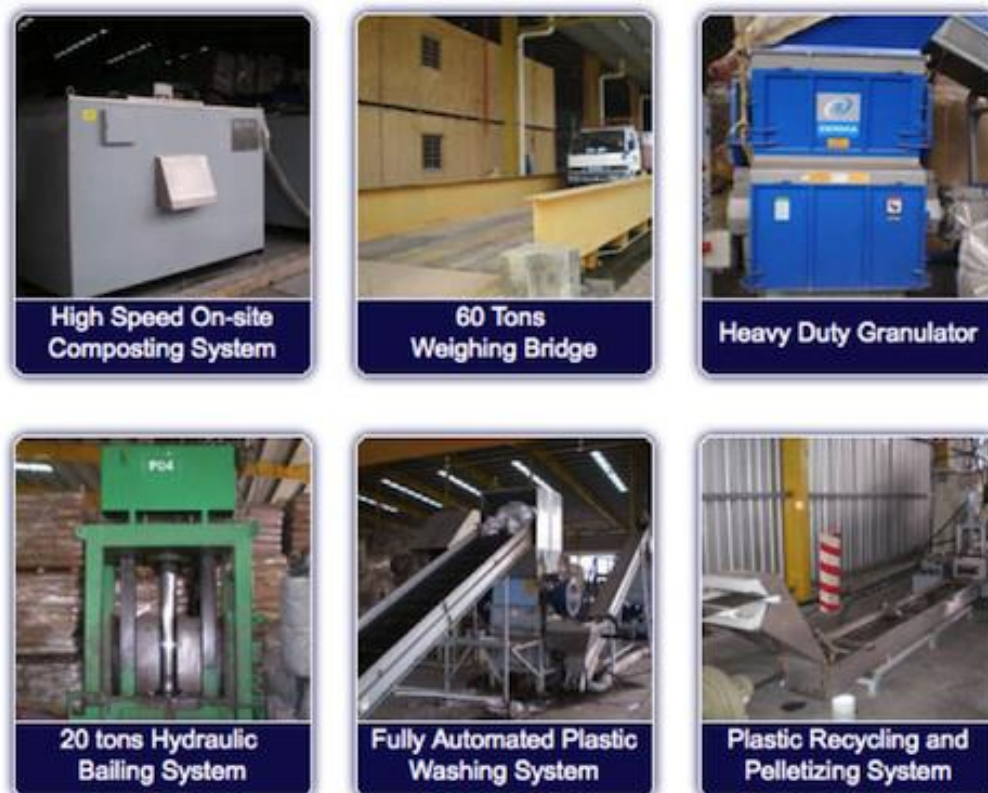 High Speed On-site
Composting System
60 Tons
Weighing Bridge
Heavy Duty Granulator
P04
20 tons Hydraulic
Bailing System
Fully Automated Plastic
Washing System
Plastic Recycling and
Pelletizing System